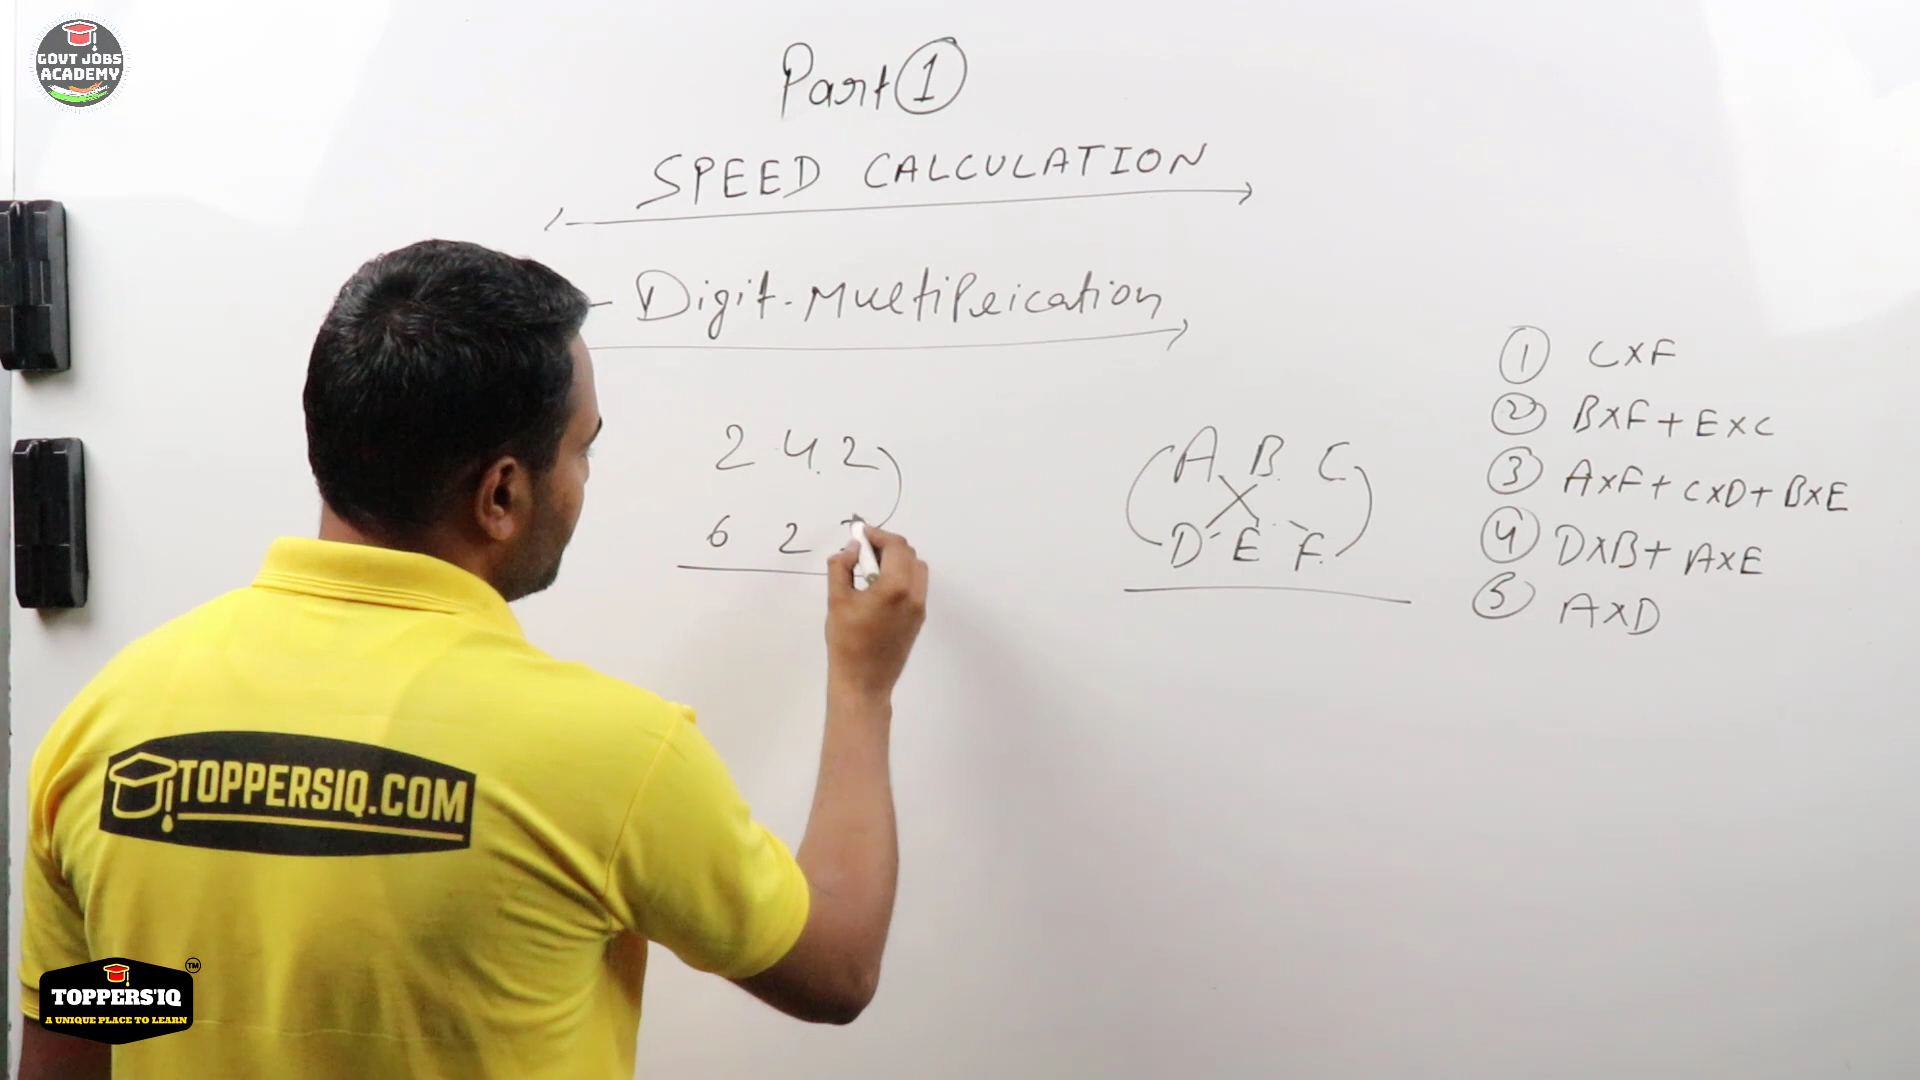 GOVT JOBS
ACADEMY
Part 1
SPEED CALCULATION
- Digit-Multiplication
2 4 2
6 2
A B C
D E F
1 C×F
2 B×F + E×C
3 A×F + C×D + B×E
4 D×B + A×E
5 A×D
TOPPERSIQ.COM
TOPPERS'IQ TM
A UNIQUE PLACE TO LEARN